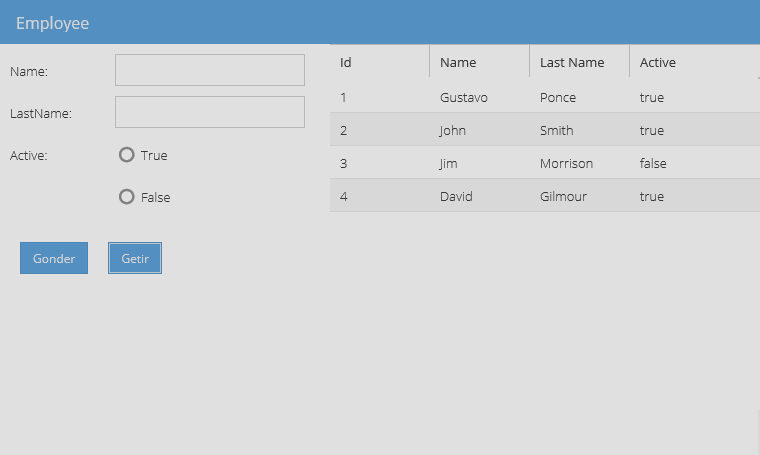 Employee
Name:
LastName:
Active:
True
False
Gonder Getir
Id Name Last Name Active
1 Gustavo Ponce true
2 John Smith true
3 Jim Morrison false
4 David Gilmour true